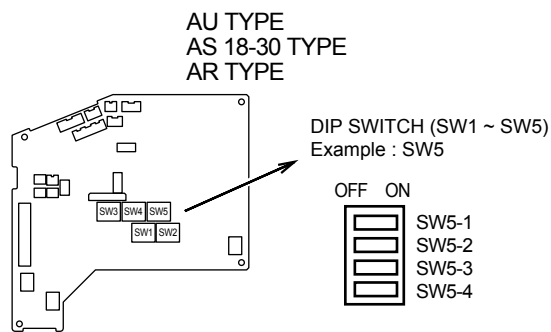 AU TYPE
AS 18-30 TYPE
AR TYPE
DIP SWITCH (SW1 ~ SW5)
Example : SW5
OFF ON
SW5-1
SW5-2
SW5-3
SW5-4
SW3 SW4 SW5
SW1 SW2